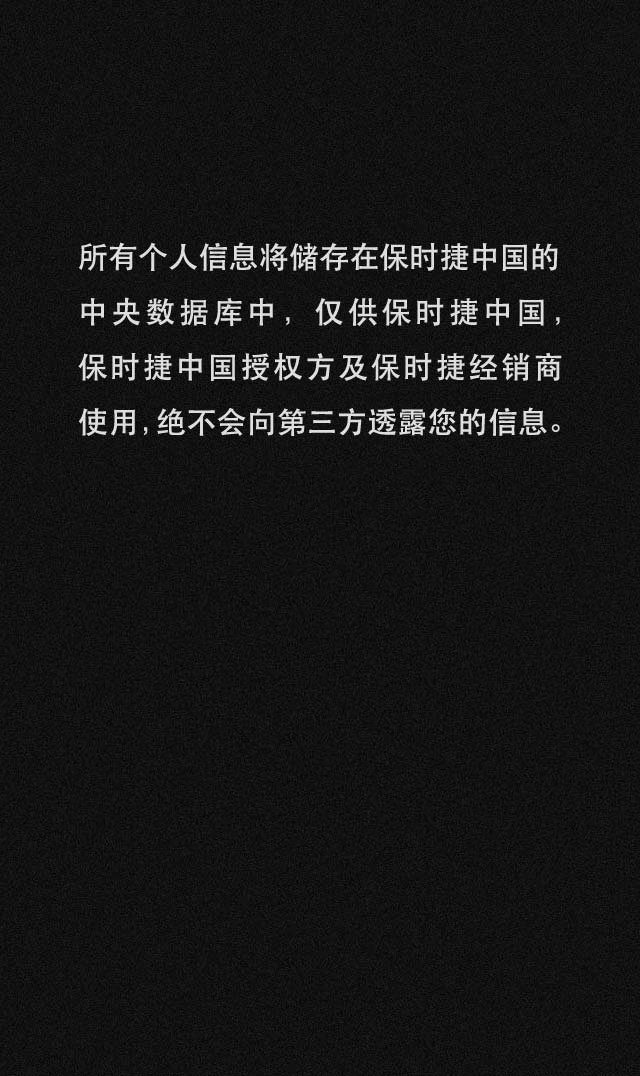 所有个人信息将储存在保时捷中国的
中央数据库中，仅供保时捷中国，
保时捷中国授权方及保时捷经销商
使用，绝不会向第三方透露您的信息。